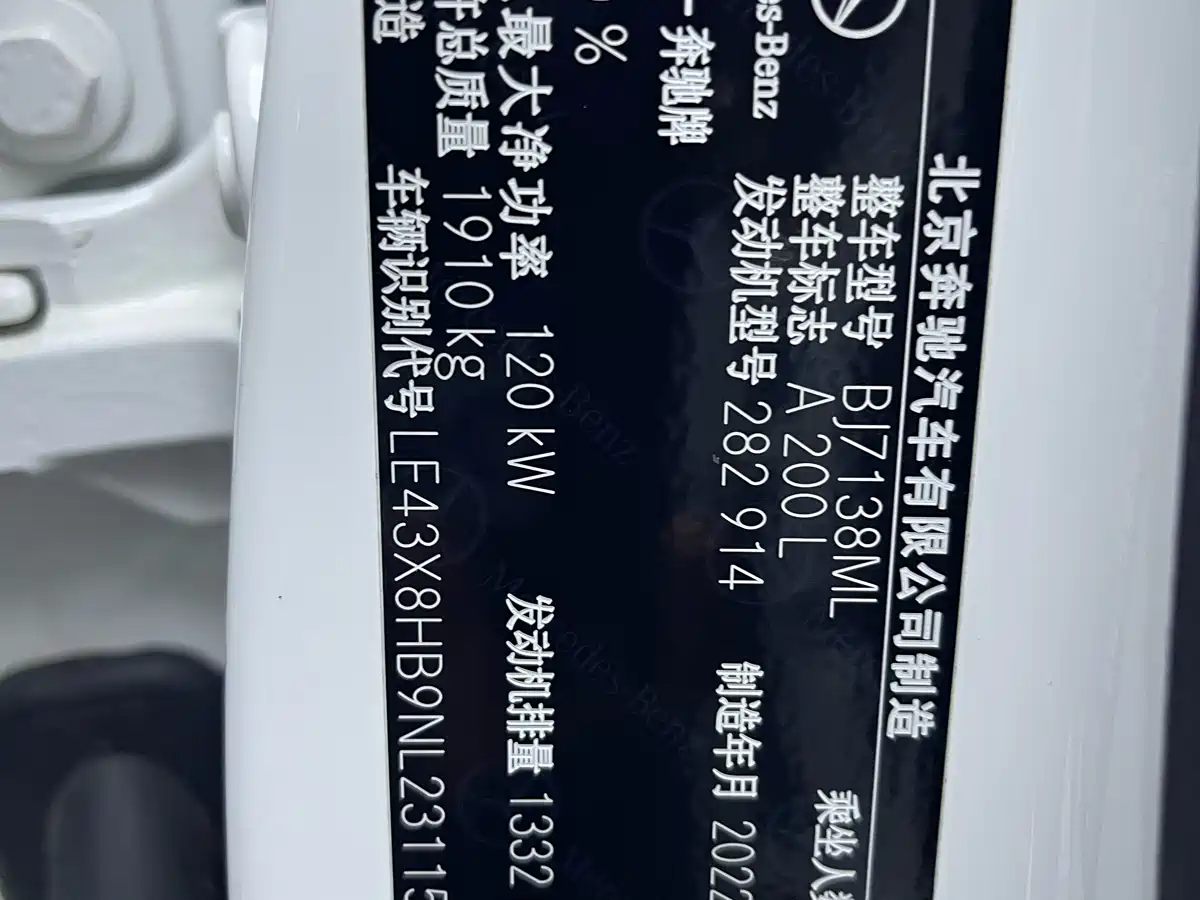 北京奔驰汽车有限公司制造
es-Benz
奔驰牌
整车型号 BJ7138ML
乘坐人
整车标志 A 200 L
发动机型号 282 914 制造年月 2022
%
最大净功率 120 kW 发动机排量 1332
总质量 1910 kg
造
车辆识别代号 LE43X8HB9NL23115